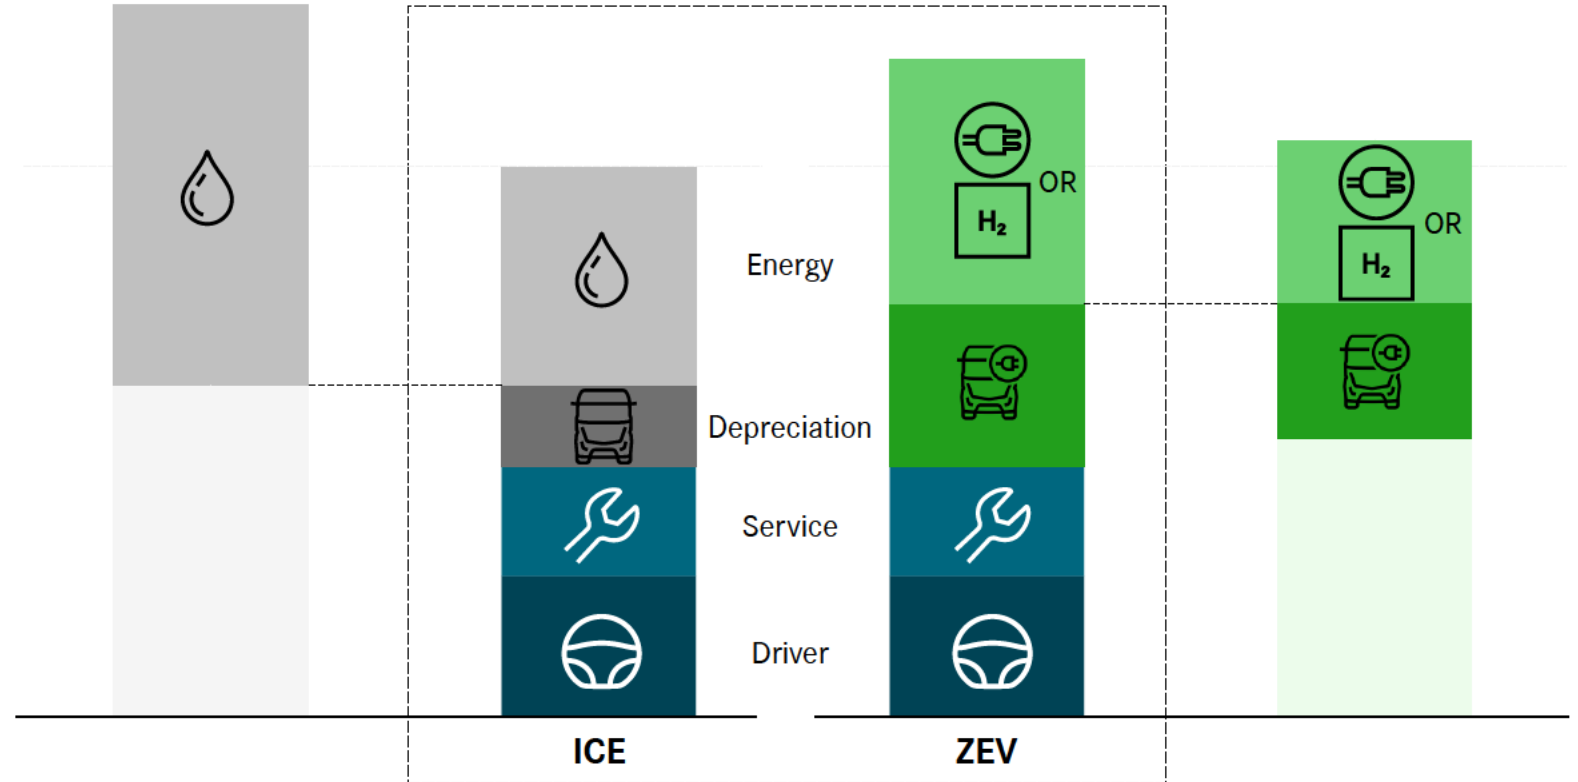 OR
H₂
OR
H₂
Energy
Depreciation
Service
Driver
ICE
ZEV